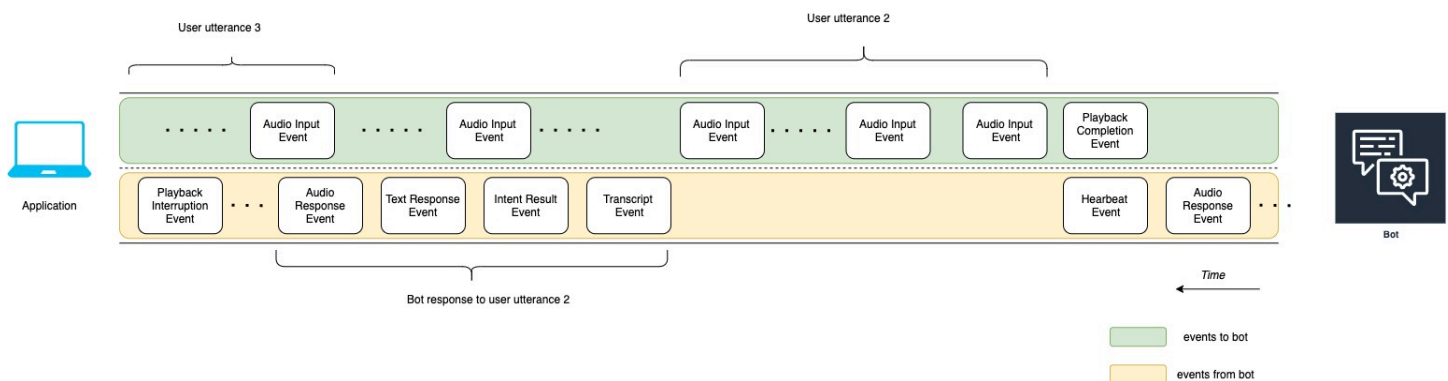 User utterance 3
User utterance 2
Application
Audio Input
Event
Audio Input
Event
Audio Input
Event
Audio Input
Event
Audio Input
Event
Playback
Completion
Event
Playback
Interruption
Event
Audio
Response
Event
Text Response
Event
Intent Result
Event
Transcript
Event
Hearbeat
Event
Audio
Response
Event
Bot
Bot response to user utterance 2
Time
events to bot
events from bot